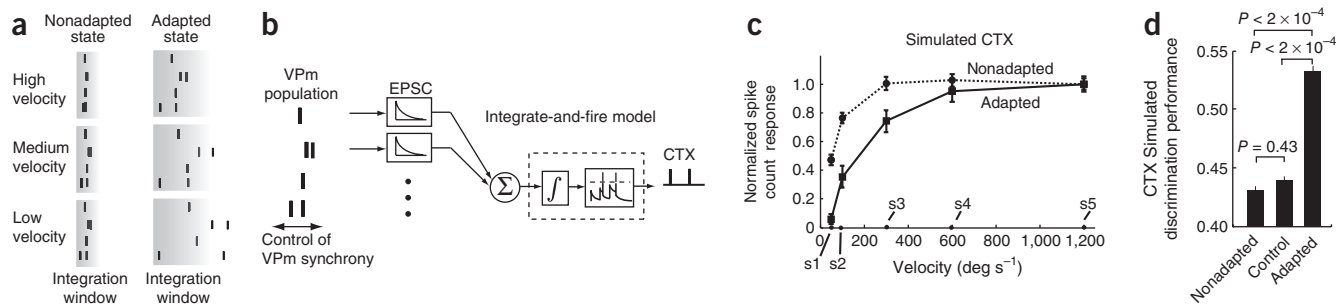 a
Nonadapted
state
Adapted
state
High
velocity
Medium
velocity
Low
velocity
Integration
window
Integration
window
b
VPm
population
EPSC
Integrate-and-fire model
Σ
∫
CTX
Control of
VPm synchrony
c
Simulated CTX
Nonadapted
Adapted
Normalized spike
count response
1.0
0.8
0.6
0.4
0.2
0
s1
s2
s3
s4
s5
0 200 400 600 800 1,000 1,200
Velocity (deg s⁻¹)
d
P < 2 × 10⁻⁴
P < 2 × 10⁻⁴
P = 0.43
CTX Simulated
discrimination performance
0.55
0.50
0.45
0.40
Nonadapted
Control
Adapted